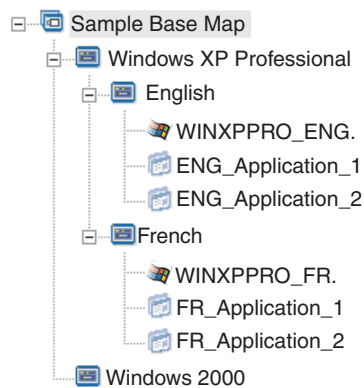 Sample Base Map
Windows XP Professional
English
WINXPPRO_ENG.
ENG_Application_1
ENG_Application_2
French
WINXPPRO_FR.
FR_Application_1
FR_Application_2
Windows 2000